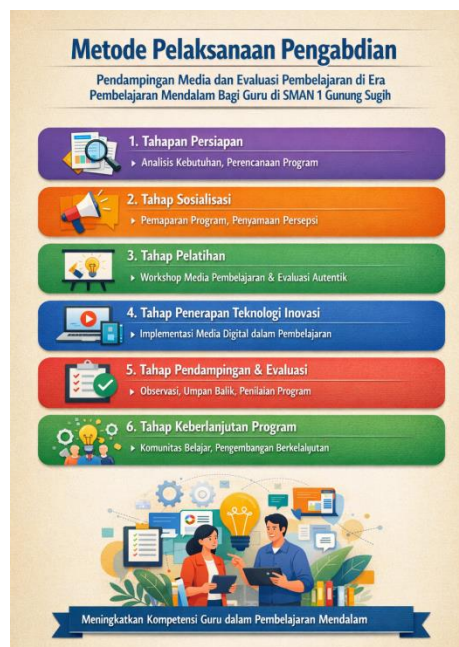 Metode Pelaksanaan Pengabdian
Pendampingan Media dan Evaluasi Pembelajaran di Era
Pembelajaran Mendalam Bagi Guru di SMAN 1 Gunung Sugih
1. Tahapan Persiapan
▸ Analisis Kebutuhan, Perencanaan Program
2. Tahap Sosialisasi
▸ Pemaparan Program, Penyamaan Persepsi
3. Tahap Pelatihan
▸ Workshop Media Pembelajaran & Evaluasi Autentik
4. Tahap Penerapan Teknologi Inovasi
▸ Implementasi Media Digital dalam Pembelajaran
5. Tahap Pendampingan & Evaluasi
▸ Observasi, Umpan Balik, Penilaian Program
6. Tahap Keberlanjutan Program
▸ Komunitas Belajar, Pengembangan Berkelalıjutan
Meningkatkan Kompetensi Guru dalam Pembelajaran Mendalam